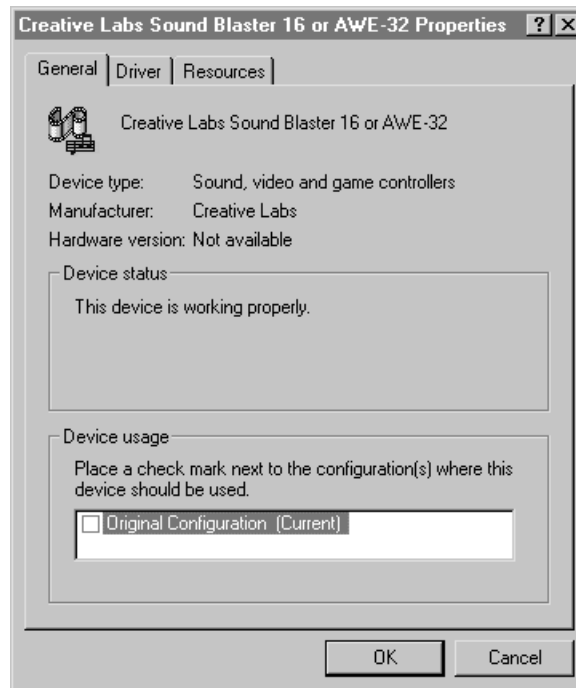 Creative Labs Sound Blaster 16 or AWE-32 Properties
General Driver Resources
Creative Labs Sound Blaster 16 or AWE-32
Device type: Sound, video and game controllers
Manufacturer: Creative Labs
Hardware version: Not available
Device status
This device is working properly.
Device usage
Place a check mark next to the configuration(s) where this
device should be used.
Original Configuration (Current)
OK Cancel